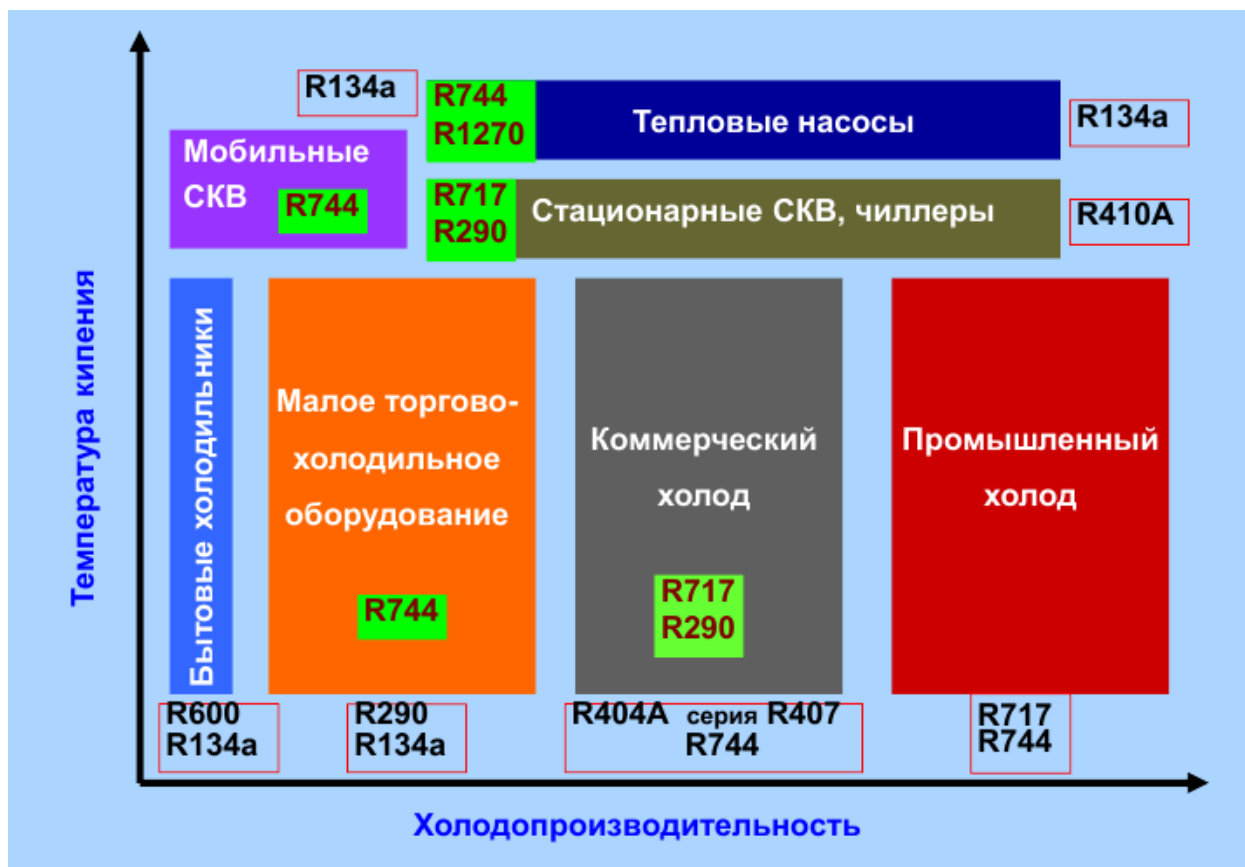 R134a
R744
R1270
Тепловые насосы
R134a
Мобильные
СКВ
R744
R717
R290
Стационарные СКВ, чиллеры
R410A
Температура кипения
Бытовые холодильники
Малое торгово-
холодильное
оборудование
R744
Коммерческий
холод
R717
R290
Промышленный
холод
R600
R134a
R290
R134a
R404A серия R407
R744
R717
R744
Холодопроизводительность